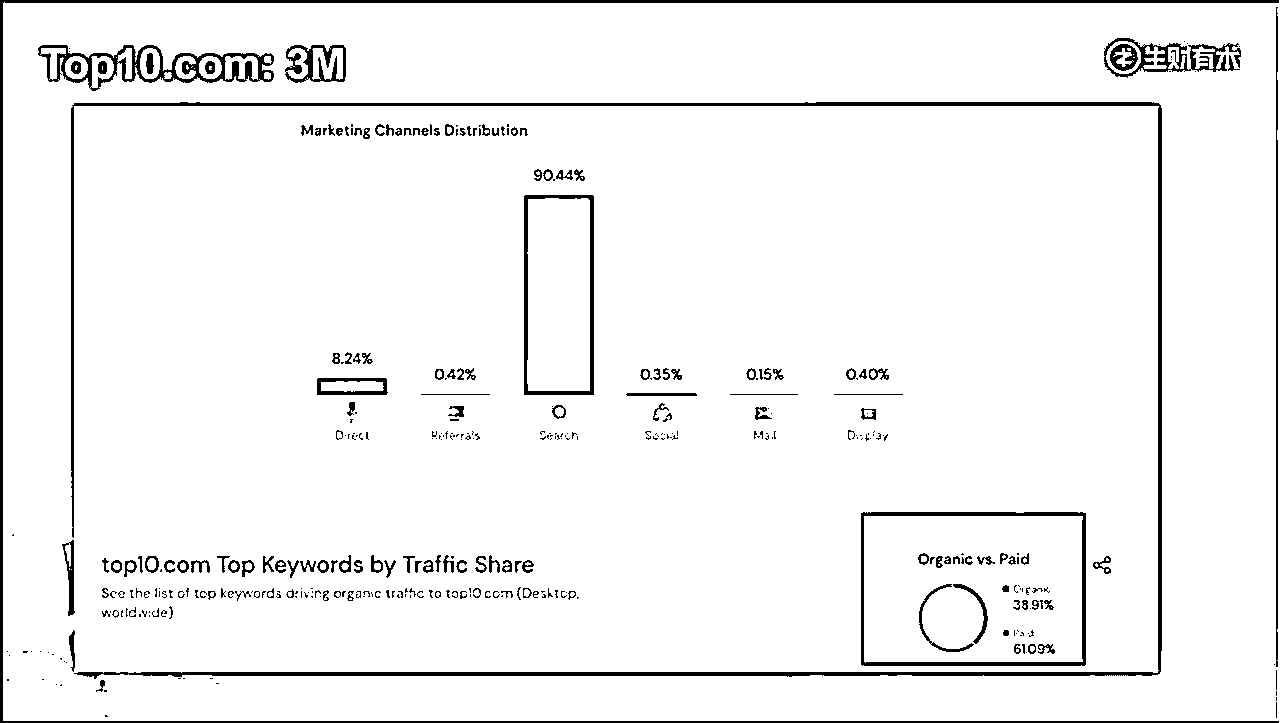 Top10.com: 3M
生财有术
Marketing Channels Distribution
90.44%
8.24%
0.42%
0.35%
0.15%
0.40%
Direct
Referrals
Search
Social
Mail
Display
top10.com Top Keywords by Traffic Share
See the list of top keywords driving organic traffic to top10.com (Desktop,
worldwide)
Organic vs. Paid
Organic
38.91%
Paid
61.09%